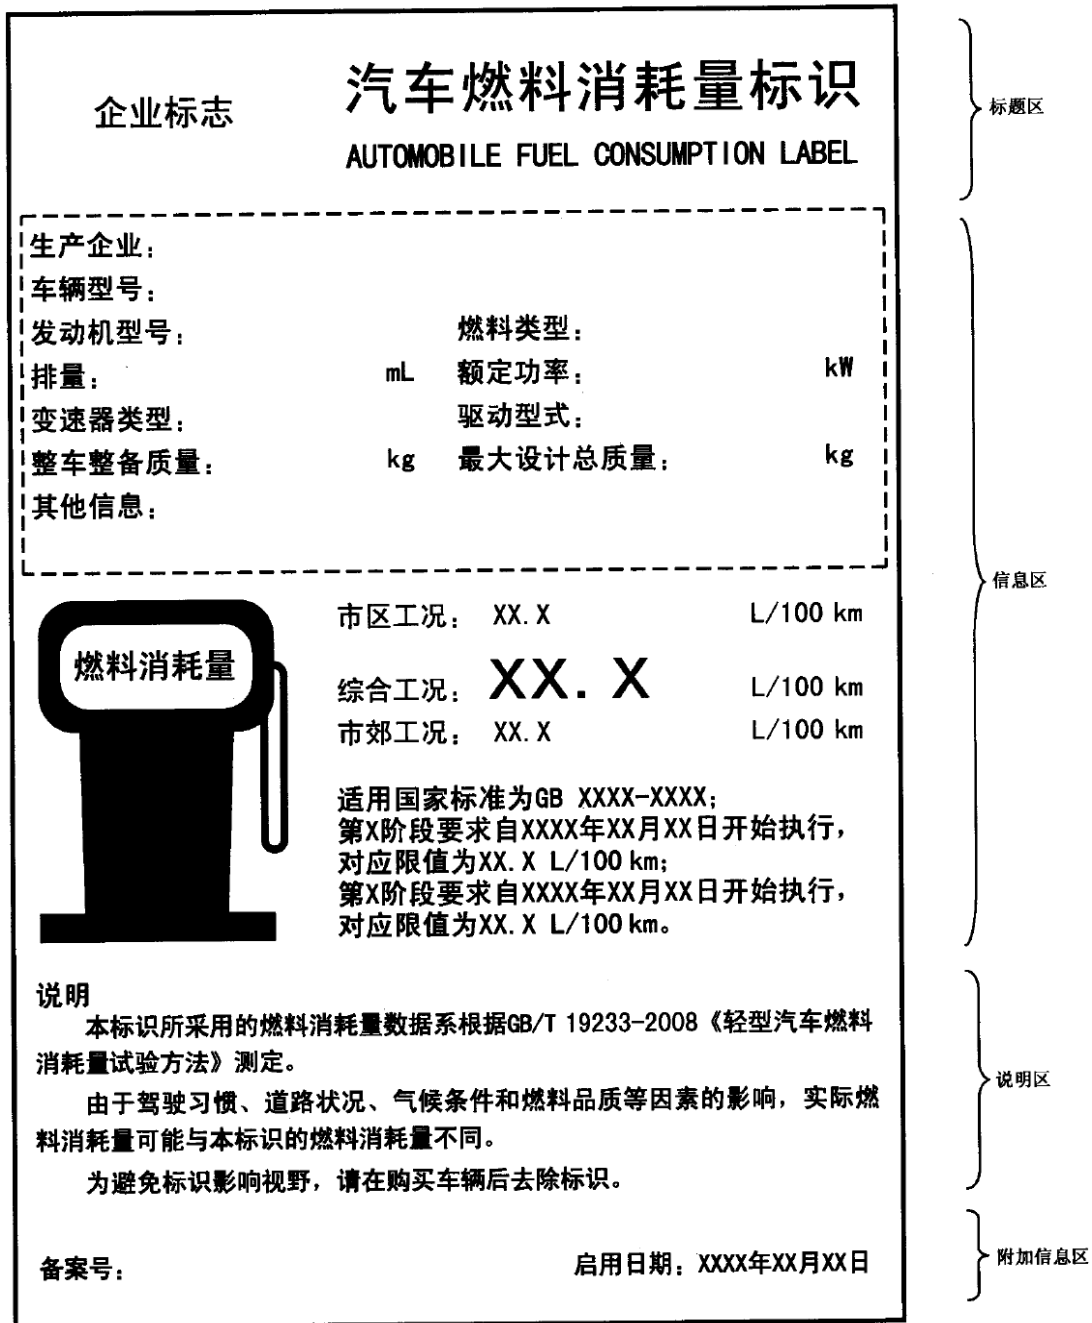 企业标志
汽车燃料消耗量标识
AUTOMOBILE FUEL CONSUMPTION LABEL
标题区
生产企业:
车辆型号:
发动机型号: 燃料类型:
排量: mL 额定功率: kW
变速器类型: 驱动型式:
整车整备质量: kg 最大设计总质量: kg
其他信息:
信息区
燃料消耗量
市区工况: XX.X L/100 km
综合工况: XX.X L/100 km
市郊工况: XX.X L/100 km
适用国家标准为GB XXXX-XXXX;
第X阶段要求自XXXX年XX月XX日开始执行,
对应限值为XX.X L/100 km;
第X阶段要求自XXXX年XX月XX日开始执行,
对应限值为XX.X L/100 km。
说明
本标识所采用的燃料消耗量数据系根据GB/T 19233-2008《轻型汽车燃料
消耗量试验方法》测定。
由于驾驶习惯、道路状况、气候条件和燃料品质等因素的影响,实际燃
料消耗量可能与本标识的燃料消耗量不同。
为避免标识影响视野,请在购买车辆后去除标识。
说明区
备案号: 启用日期: XXXX年XX月XX日
附加信息区